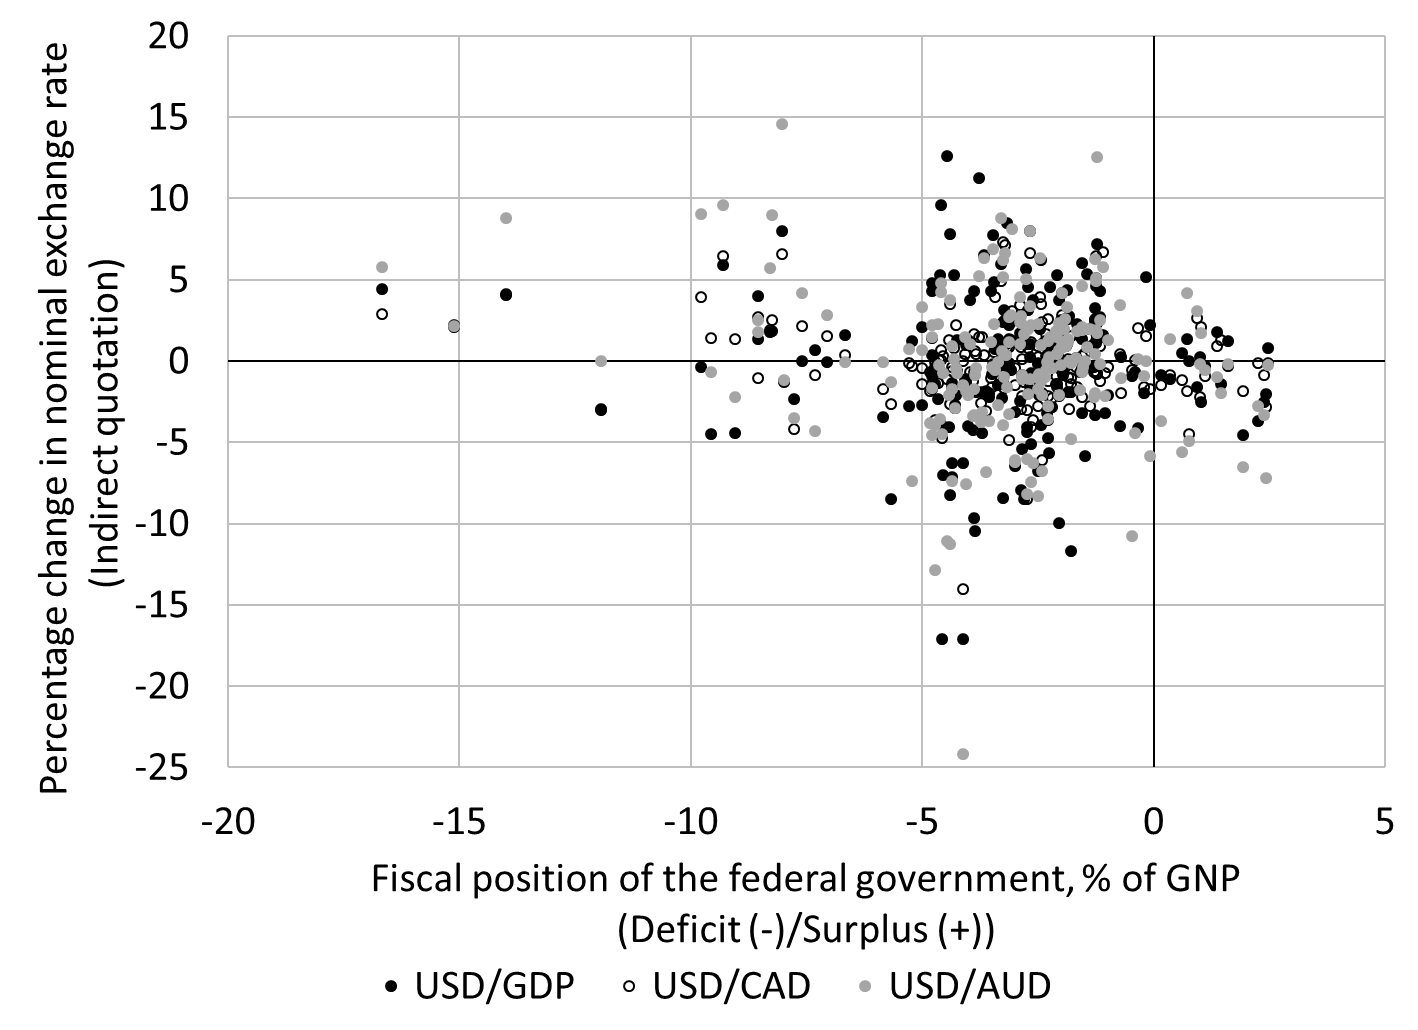 Percentage change in nominal exchange rate
(Indirect quotation)
20
15
10
5
0
-5
-10
-15
-20
-25
-20 -15 -10 -5 0 5
Fiscal position of the federal government, % of GNP
(Deficit (-)/Surplus (+))
USD/GDP USD/CAD USD/AUD